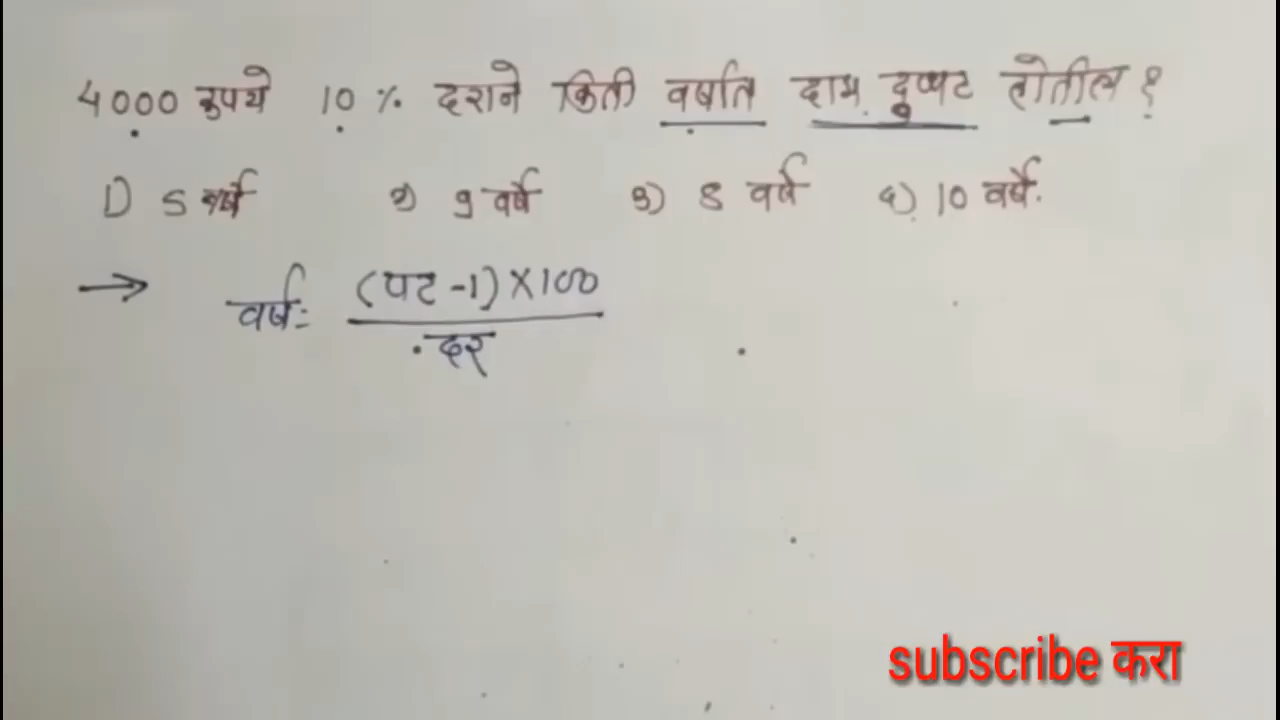 4000 रुपये 10 % दराने किती वर्षात दाम दुप्पट होतील ?
1) 5 वर्षे 2) 9 वर्षे 3) 8 वर्षे 4) 10 वर्षे.
→ वर्ष = (पट -1) × 100
दर
subscribe करा